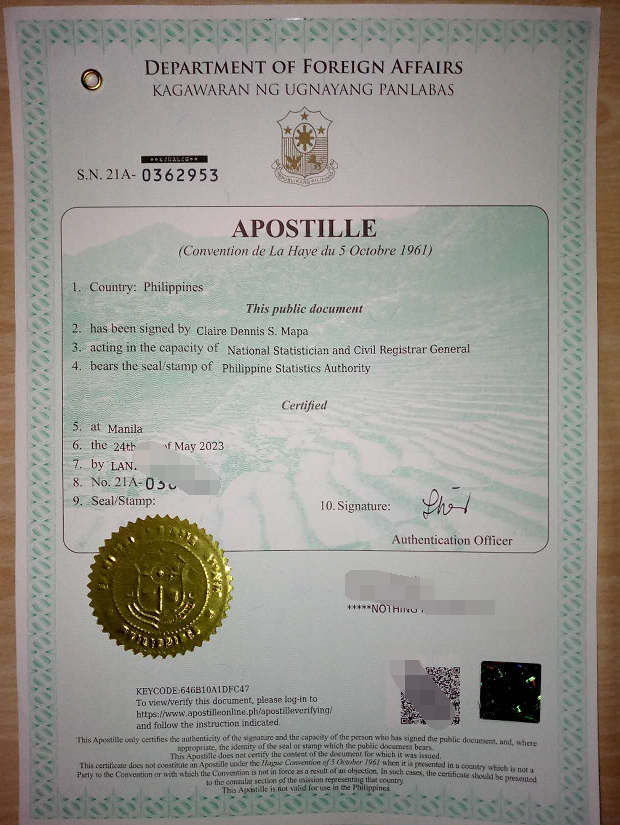 DEPARTMENT OF FOREIGN AFFAIRS
KAGAWARAN NG UGNAYANG PANLABAS
S.N. 21A- 0362953
APOSTILLE
(Convention de La Haye du 5 Octobre 1961)
1. Country: Philippines
This public document
2. has been signed by Claire Dennis S. Mapa
3. acting in the capacity of National Statistician and Civil Registrar General
4. bears the seal/stamp of Philippine Statistics Authority
Certified
5. at Manila
6. the 24th of May 2023
7. by LAN
8. No. 21A-03
9. Seal/Stamp:
10. Signature:
Authentication Officer
*****NOTHING
KEYCODE:646B10A1DFC47
To view/verify this document, please log-in to
https://www.apostilleonline.ph/apostilleverifying/
and follow the instruction indicated.
This Apostille only certifies the authenticity of the signature and the capacity of the person who has signed the public document, and, where
appropriate, the identity of the seal or stamp which the public document bears.
This Apostille does not certify the content of the document for which it was issued.
This certificate does not constitute an Apostille under the Hague Convention of 5 October 1961 when it is presented in a country which is not a
Party to the Convention or with which the Convention is not in force as a result of an objection. In such cases, the certificate should be presented
to the consular section of the mission representing that country.
This Apostille is not valid for use in the Philippines.